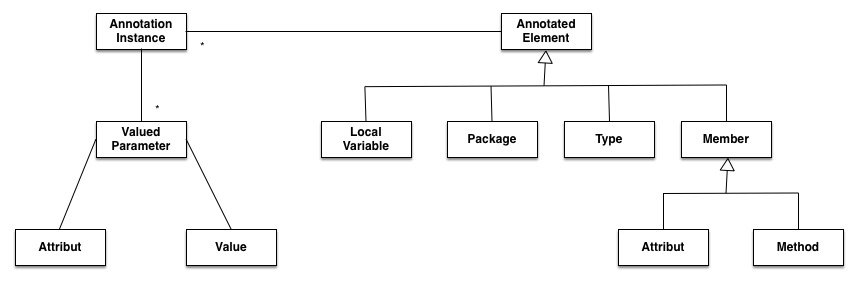 Annotation
Instance
*
Annotated
Element
*
Valued
Parameter
Local
Variable
Package
Type
Member
Attribut
Value
Attribut
Method